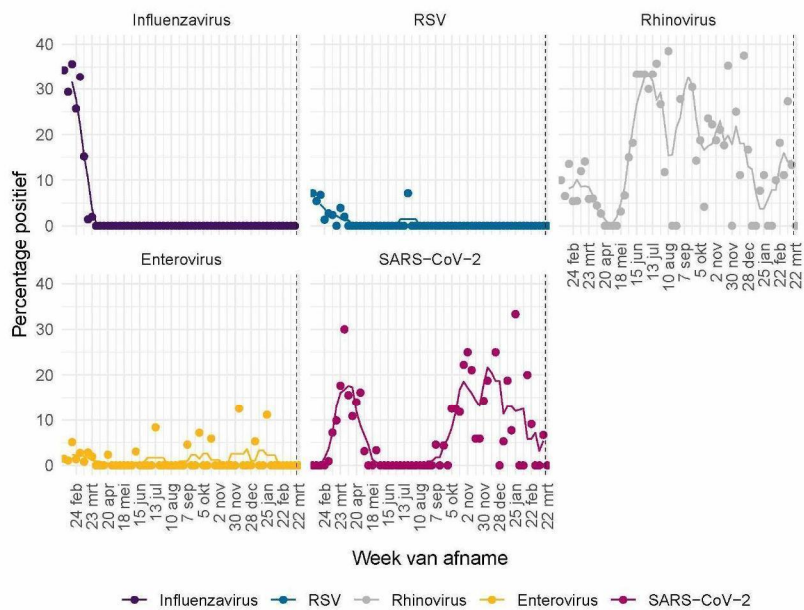 Influenzavirus
RSV
Rhinovirus
Percentage positief
40
30
20
10
0
24 feb
23 mrt
20 apr
18 mei
15 jun
13 jul
10 aug
7 sep
5 okt
2 nov
30 nov
28 dec
25 jan
22 feb
22 mrt
Enterovirus
SARS-CoV-2
40
30
20
10
0
24 feb
23 mrt
20 apr
18 mei
15 jun
13 jul
10 aug
7 sep
5 okt
2 nov
30 nov
28 dec
25 jan
22 feb
22 mrt
24 feb
23 mrt
20 apr
18 mei
15 jun
13 jul
10 aug
7 sep
5 okt
2 nov
30 nov
28 dec
25 jan
22 feb
22 mrt
Week van afname
Influenzavirus RSV Rhinovirus Enterovirus SARS-CoV-2